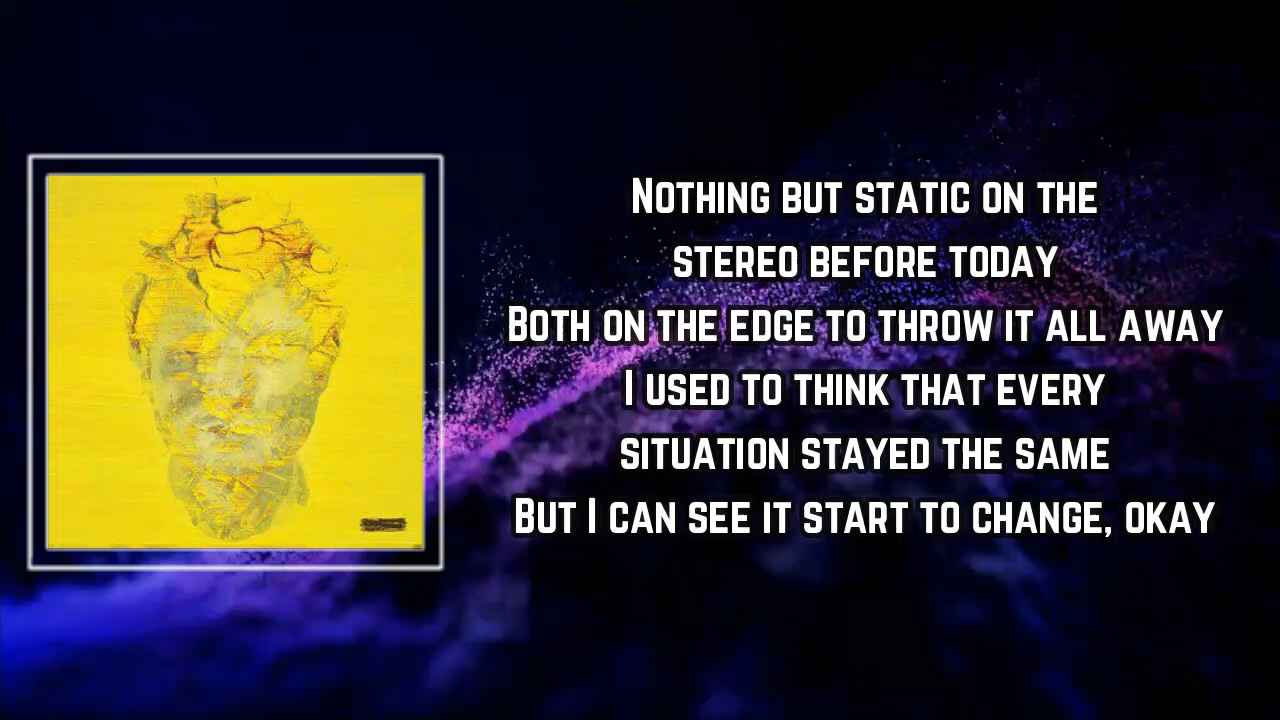 Nothing but static on the
stereo before today
Both on the edge to throw it all away
I used to think that every
situation stayed the same
But I can see it start to change, okay